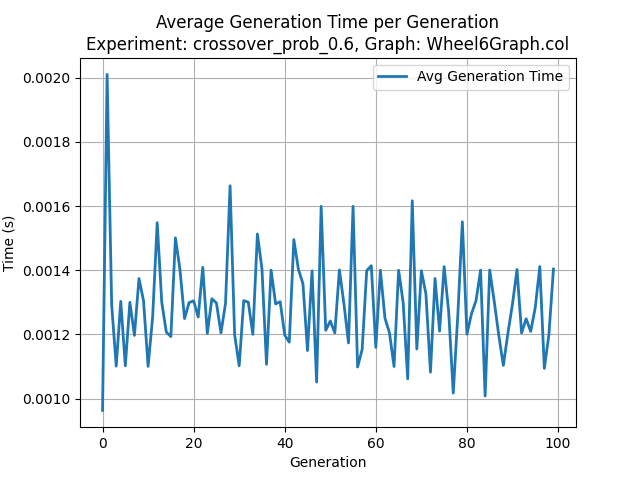 Average Generation Time per Generation
Experiment: crossover_prob_0.6, Graph: Wheel6Graph.col
Avg Generation Time
Time (s)
0.0020
0.0018
0.0016
0.0014
0.0012
0.0010
0 20 40 60 80 100
Generation